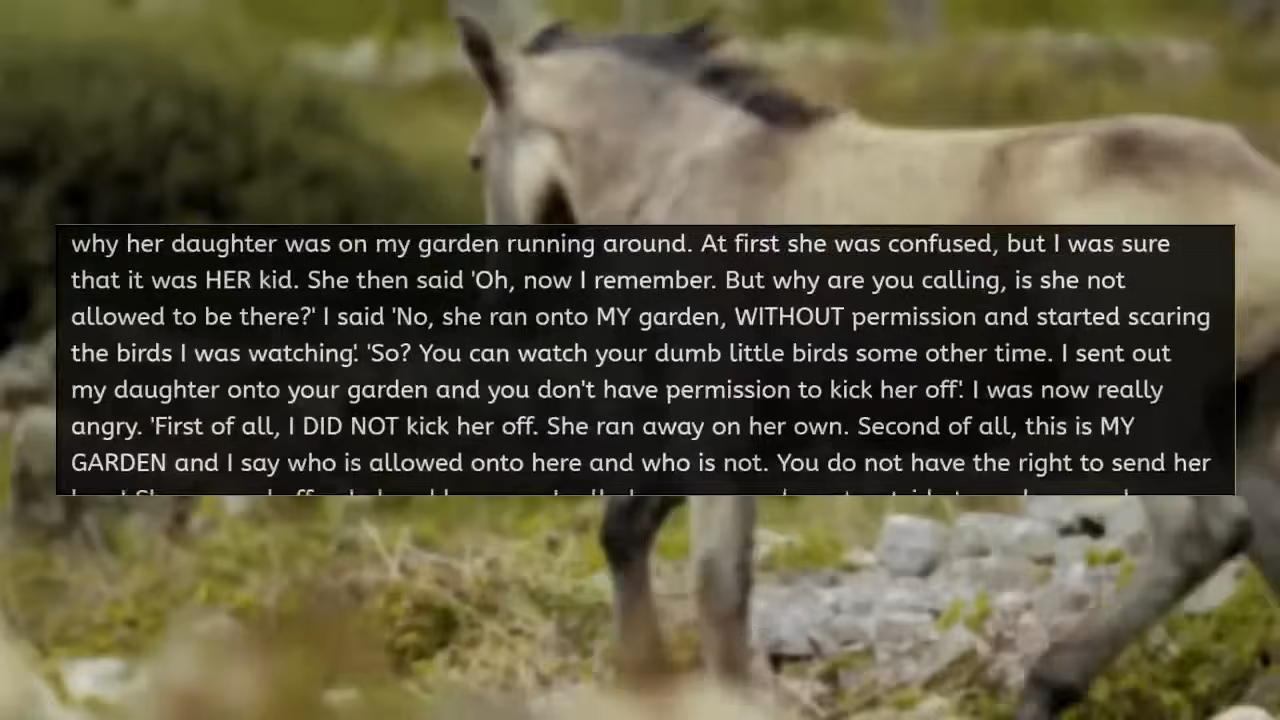 why her daughter was on my garden running around. At first she was confused, but I was sure
that it was HER kid. She then said 'Oh, now I remember. But why are you calling, is she not
allowed to be there?' I said 'No, she ran onto MY garden, WITHOUT permission and started scaring
the birds I was watching'. 'So? You can watch your dumb little birds some other time. I sent out
my daughter onto your garden and you don't have permission to kick her off'. I was now really
angry. 'First of all, I DID NOT kick her off. She ran away on her own. Second of all, this is MY
GARDEN and I say who is allowed onto here and who is not. You do not have the right to send her